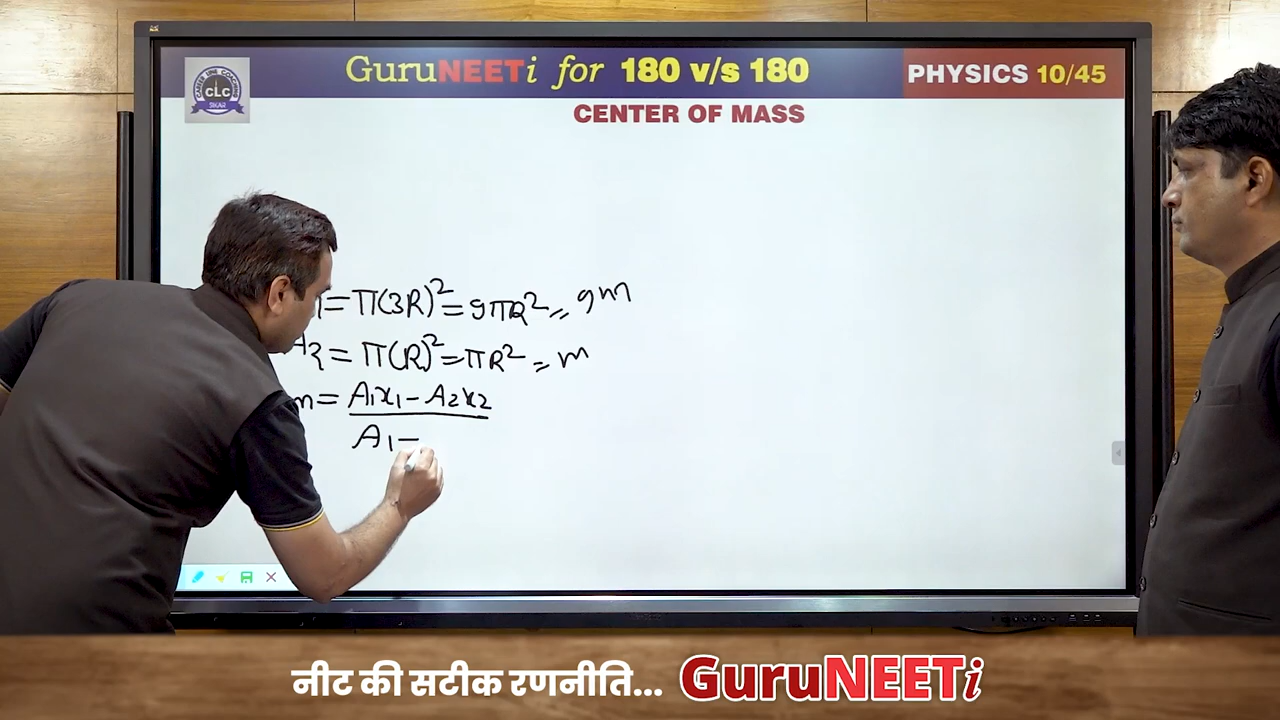 GuruNEETi for 180 v/s 180
PHYSICS 10/45
CLC
SIKAR
CENTER OF MASS
= π(3R)² = 9πR² = 9m
A2 = π(R)² = πR² = m
m = A1x1 - A2x2
A1 -
नीट की सटीक रणनीति... GuruNEETi